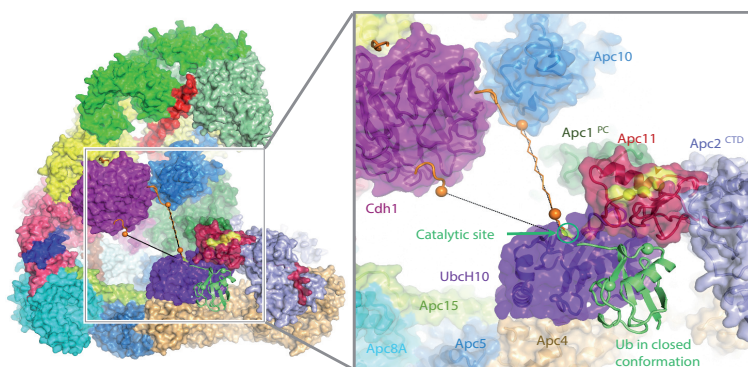 Apc10
Apc1 PC
Apc11
Apc2 CTD
Cdh1
Catalytic site
UbcH10
Apc15
Apc8A
Apc5
Apc4
Ub in closed
conformation